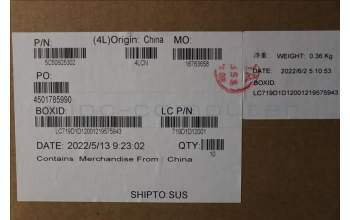 P/N: (4L)Origin: China MO:
5C50S25302 4LCN
PO:
4501785990
BOXID: LC P/N
LC719D1D12001219575943 719D1D12001
DATE: 2022/5/13 9:23:02 QTY:
10
Contains Merchandise From China
SHIPTO SUS
净重 WEIGHT: 0.36 Kg
DATE: 2022/6/2 5:10:53
BOXID:
LC719D1D12001219575943